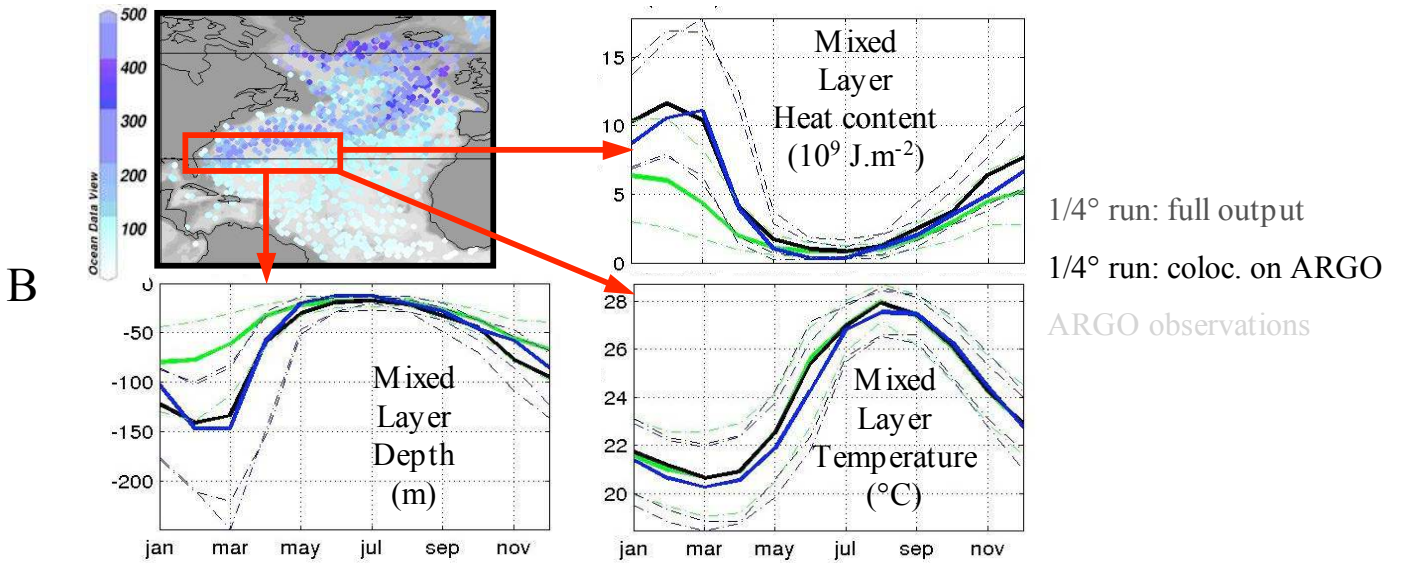 B
500
400
300
200
100
Ocean Data View
15
10
5
0
Mixed
Layer
Heat content
(10⁹ J.m⁻²)
1/4° run: full output
1/4° run: coloc. on ARGO
ARGO observations
0
-50
-100
-150
-200
jan mar may jul sep nov
Mixed
Layer
Depth
(m)
28
26
24
22
20
jan mar may jul sep nov
Mixed
Layer
Temperature
(°C)